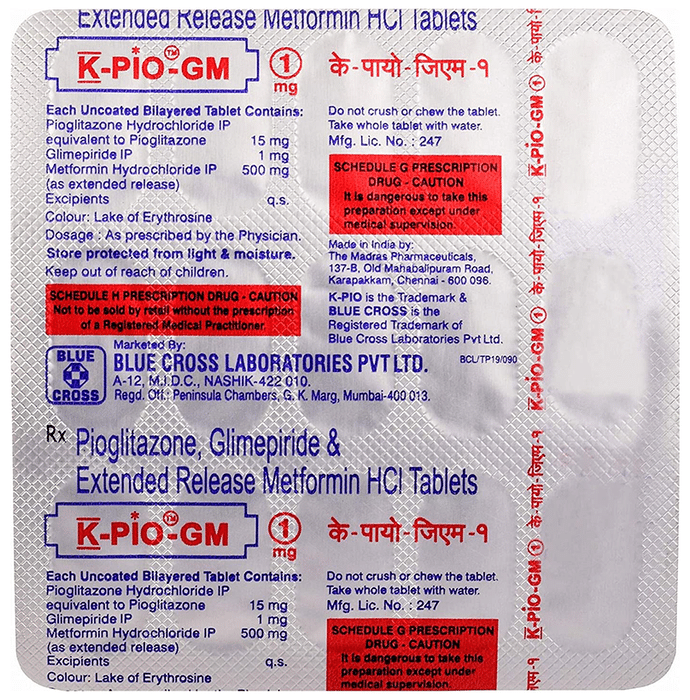 Extended Release Metformin HCl Tablets
K-PiO™-GM 1 mg के-पायो-जिएम-१
Each Uncoated Bilayered Tablet Contains:
Pioglitazone Hydrochloride IP
equivalent to Pioglitazone 15 mg
Glimepiride IP 1 mg
Metformin Hydrochloride IP 500 mg
(as extended release)
Excipients q.s.
Colour: Lake of Erythrosine
Dosage : As prescribed by the Physician.
Store protected from light & moisture.
Keep out of reach of children.
SCHEDULE H PRESCRIPTION DRUG - CAUTION
Not to be sold by retail without the prescription
of a Registered Medical Practitioner.
Do not crush or chew the tablet.
Take whole tablet with water.
Mfg. Lic. No. : 247
SCHEDULE G PRESCRIPTION
DRUG - CAUTION
It is dangerous to take this
preparation except under
medical supervision.
Made in India by:
The Madras Pharmaceuticals,
137-B, Old Mahabalipuram Road,
Karapakkam, Chennai - 600 096.
K-PIO is the Trademark &
BLUE CROSS is the
Registered Trademark of
Blue Cross Laboratories Pvt Ltd.
BLUE
CROSS
Marketed By:
BLUE CROSS LABORATORIES PVT LTD.
A-12, M.I.D.C., NASHIK-422 010.
Regd. Off.: Peninsula Chambers, G. K. Marg, Mumbai-400 013.
BCL/TP19/090
Rx Pioglitazone, Glimepiride &
Extended Release Metformin HCl Tablets
K-PiO™-GM 1 mg के-पायो-जिएम-१
Each Uncoated Bilayered Tablet Contains:
Pioglitazone Hydrochloride IP
equivalent to Pioglitazone 15 mg
Glimepiride IP 1 mg
Metformin Hydrochloride IP 500 mg
(as extended release)
Excipients q.s.
Colour: Lake of Erythrosine
Do not crush or chew the tablet.
Take whole tablet with water.
Mfg. Lic. No. : 247
SCHEDULE G PRESCRIPTION
DRUG - CAUTION
It is dangerous to take this
preparation except under
medical supervision.
K-PiO-GM 1 के-पायो-जिएम-१ K-PiO-GM 1 के-पायो-जिएम-१ K-PiO-GM 1